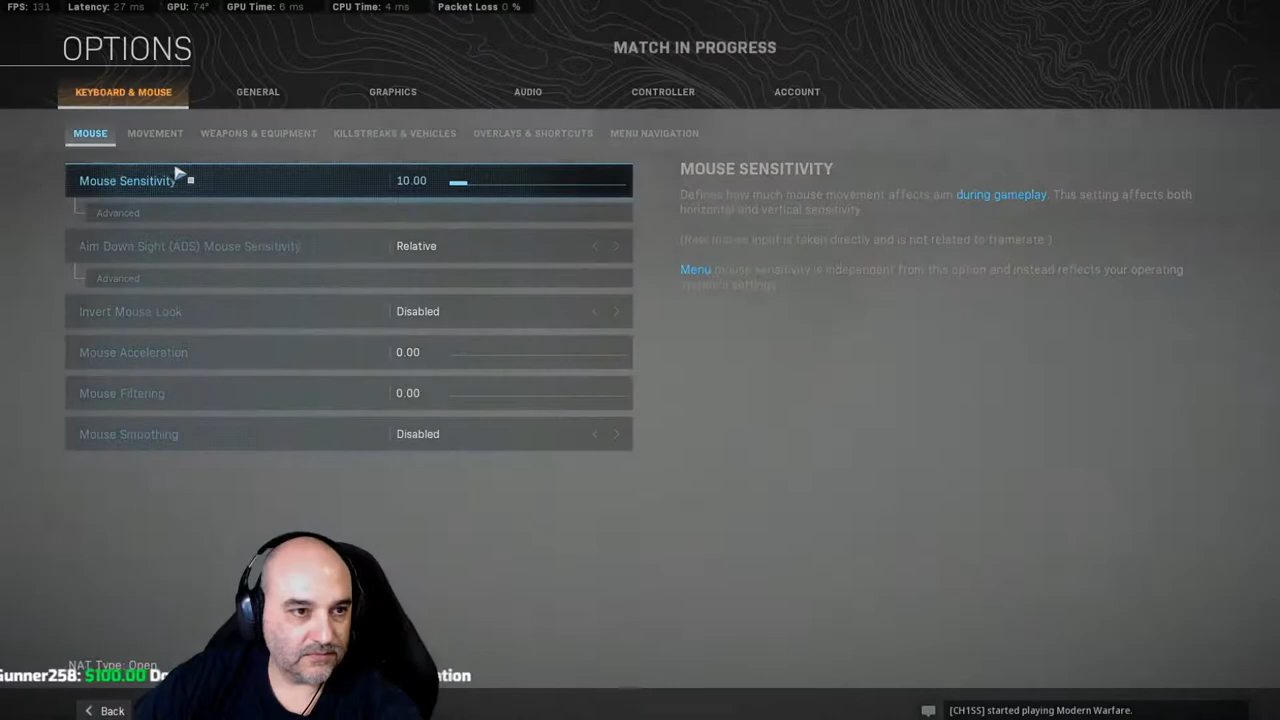 FPS: 131 Latency: 27 ms GPU: 74° GPU Time: 6 ms CPU Time: 4 ms Packet Loss 0 %
OPTIONS
MATCH IN PROGRESS
KEYBOARD & MOUSE GENERAL GRAPHICS AUDIO CONTROLLER ACCOUNT
MOUSE MOVEMENT WEAPONS & EQUIPMENT KILLSTREAKS & VEHICLES OVERLAYS & SHORTCUTS MENU NAVIGATION
Mouse Sensitivity 10.00
Advanced
Aim Down Sight (ADS) Mouse Sensitivity Relative
Advanced
Invert Mouse Look Disabled
Mouse Acceleration 0.00
Mouse Filtering 0.00
Mouse Smoothing Disabled
MOUSE SENSITIVITY
Defines how much mouse movement affects aim during gameplay. This setting affects both
horizontal and vertical sensitivity.
(Raw mouse input is taken directly and is not related to framerate.)
Menu mouse sensitivity is independent from this option and instead reflects your operating
system's settings.
NAT Type: Open
Gunner258: $100.00 Do ation
Back
[CH1SS] started playing Modern Warfare.